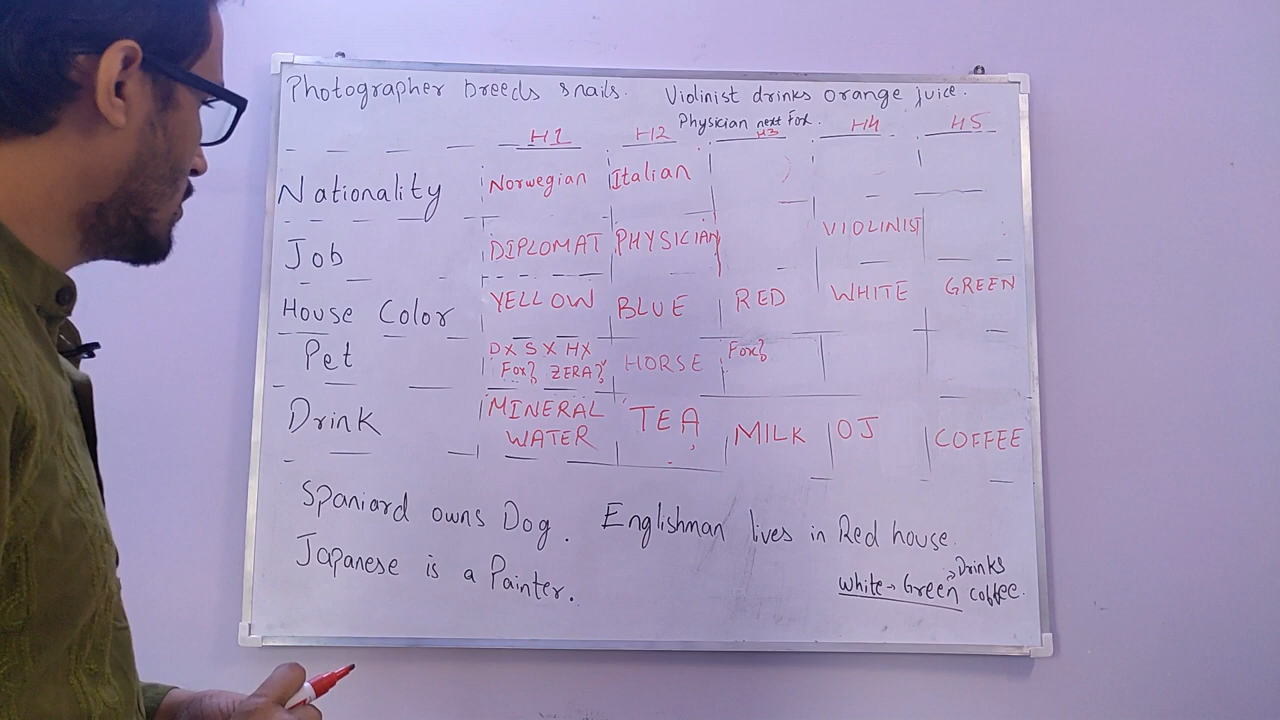 Photographer breeds snails. Violinist drinks orange juice.
Physician next Fox.
H1 H2 H3 H4 H5
Nationality Norwegian Italian
Job DIPLOMAT PHYSICIAN VIOLINIST
House Color YELLOW BLUE RED WHITE GREEN
Pet DX S X HX HORSE Fox?
Fox? ZERA?
Drink MINERAL WATER TEA MILK OJ COFFEE
Spaniard owns Dog. Englishman lives in Red house.
Japanese is a Painter.
White → Green → Drinks coffee.